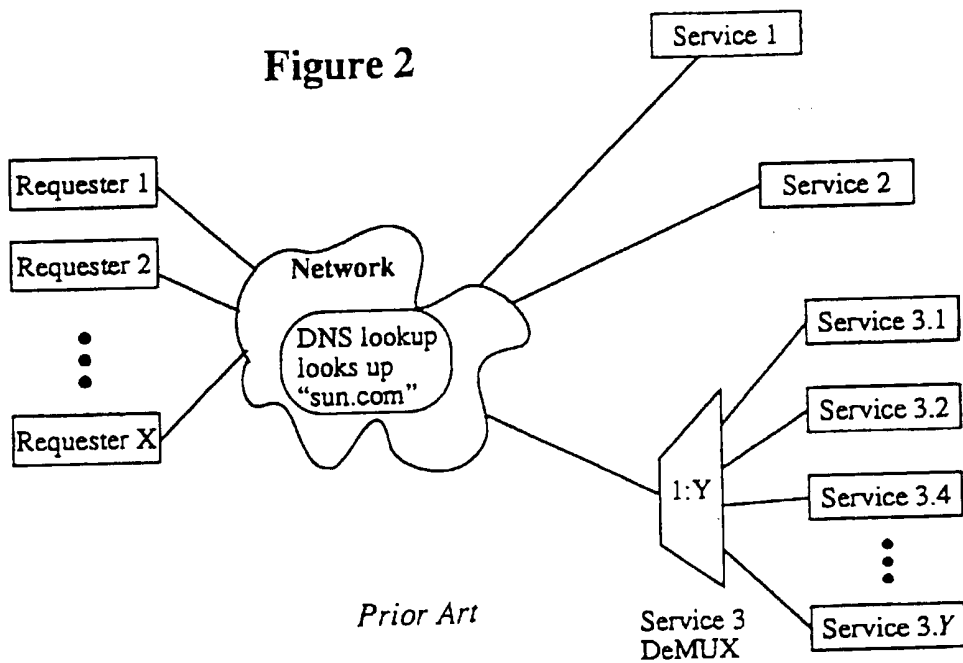 Figure 2
Service 1
Service 2
Requester 1
Requester 2
Requester X
Network
DNS lookup
looks up
“sun.com”
1:Y
Service 3.1
Service 3.2
Service 3.4
Service 3.Y
Service 3
DeMUX
Prior Art